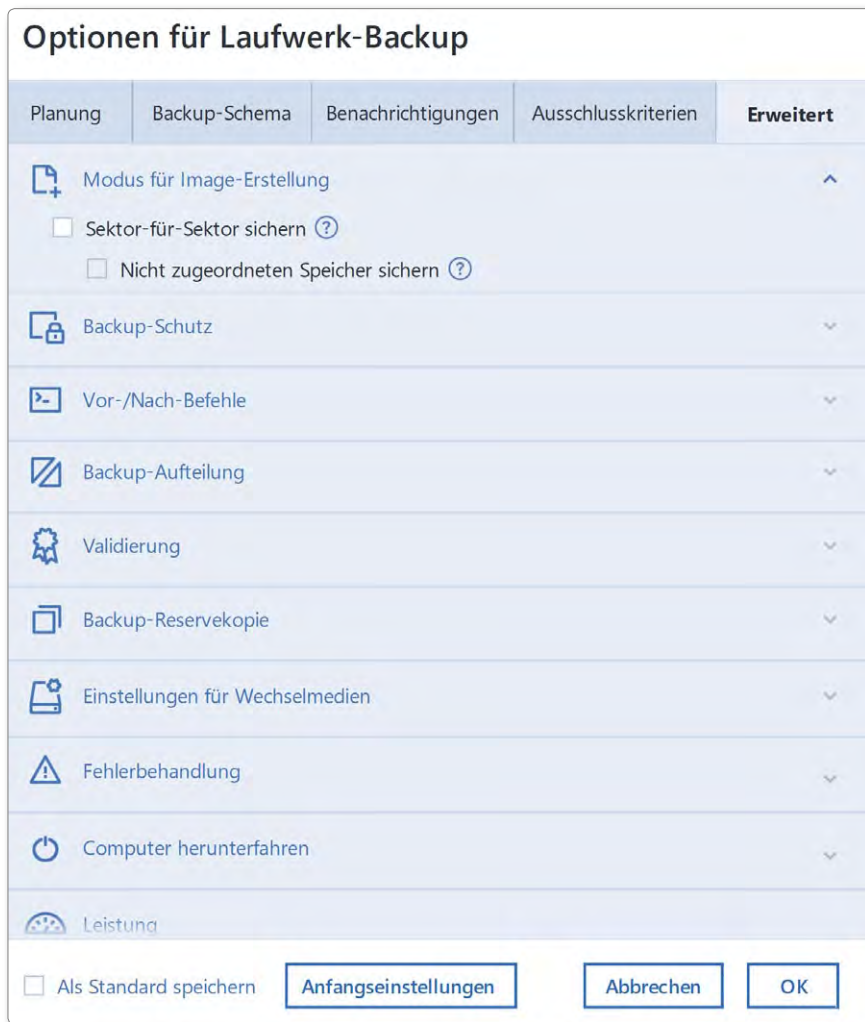 Optionen für Laufwerk-Backup
Planung Backup-Schema Benachrichtigungen Ausschlusskriterien Erweitert
Modus für Image-Erstellung
Sektor-für-Sektor sichern ?
Nicht zugeordneten Speicher sichern ?
Backup-Schutz
Vor-/Nach-Befehle
Backup-Aufteilung
Validierung
Backup-Reservekopie
Einstellungen für Wechselmedien
Fehlerbehandlung
Computer herunterfahren
Leistung
Als Standard speichern Anfangseinstellungen Abbrechen OK